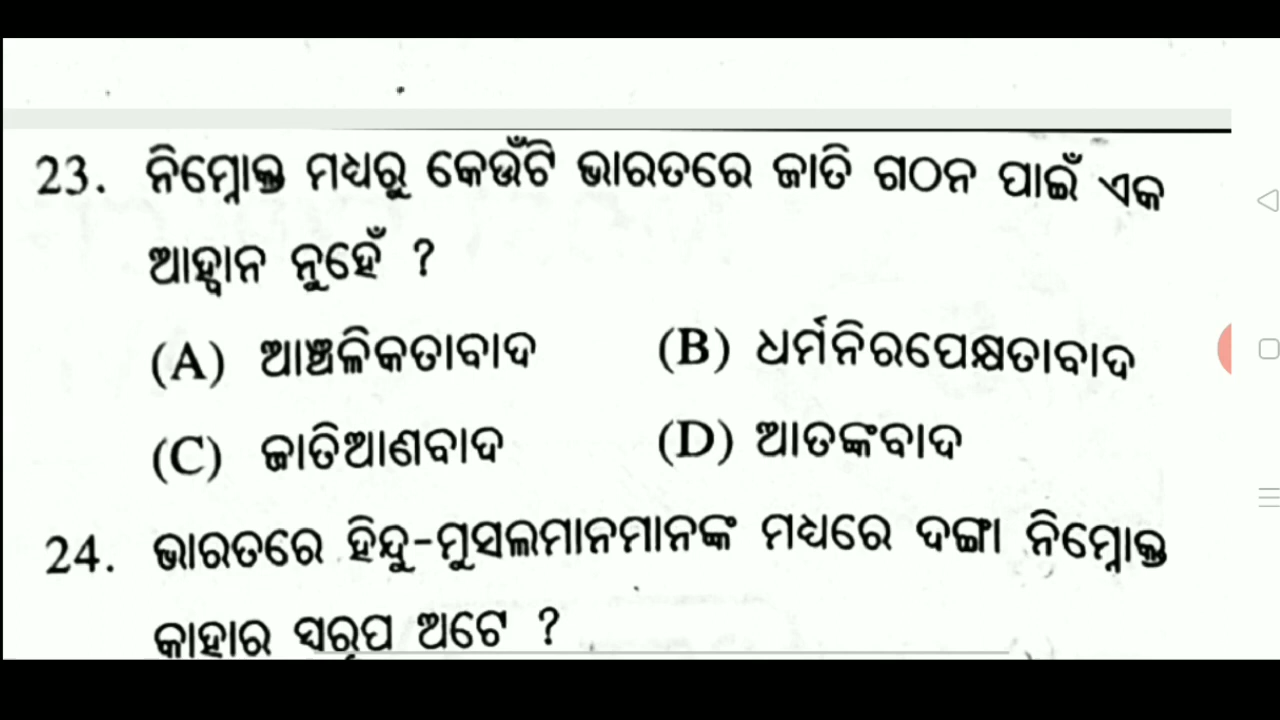 23. ନିମ୍ନୋକ୍ତ ମଧ୍ୟରୁ କେଉଁଟି ଭାରତରେ ଜାତି ଗଠନ ପାଇଁ ଏକ
ଆହ୍ୱାନ ନୁହେଁ ?
(A) ଆଞ୍ଚଳିକତାବାଦ (B) ଧର୍ମନିରପେକ୍ଷତାବାଦ
(C) ଜାତିଆଣବାଦ (D) ଆତଙ୍କବାଦ
24. ଭାରତରେ ହିନ୍ଦୁ-ମୁସଲମାନମାନଙ୍କ ମଧ୍ୟରେ ଦଙ୍ଗା ନିମ୍ନୋକ୍ତ
କାହାର ସ୍ୱରୂପ ଅଟେ ?